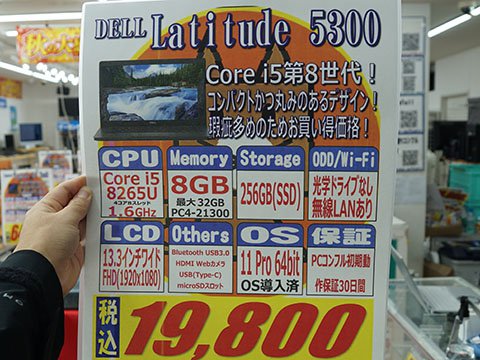 DELL Latitude 5300
Core i5第8世代!
コンパクトかつ丸みのあるデザイン!
瑕疵多めのためお買い得価格!
CPU
Core i5
8265U
4コア8スレッド
1.6GHz
Memory
8GB
最大32GB
PC4-21300
Storage
256GB(SSD)
ODD/Wi-Fi
光学ドライブなし
無線LANあり
LCD
13.3インチワイド
FHD(1920x1080)
Others
Bluetooth USB3.0
HDMI Webカメラ
USB(Type-C)
microSDスロット
OS
11 Pro 64bit
OS導入済
保証
PCコンフル初期動
作保証30日間
税込
19,800